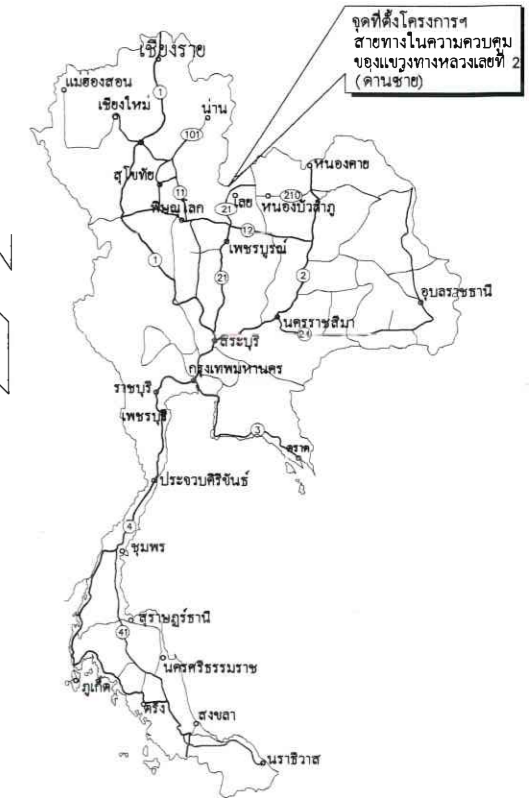 จุดที่ตั้งโครงการฯ
สายทางในความควบคุม
ของแขวงทางหลวงเลยที่ 2
(ด่านซ้าย)
เชียงราย
แม่ฮ่องสอน
เชียงใหม่
1
น่าน
101
หนองคาย
สุโขทัย
11
เลย
210
21
หนองบัวลำภู
พิษณุโลก
12
เพชรบูรณ์
1
21
2
อุบลราชธานี
นครราชสีมา
24
สระบุรี
กรุงเทพมหานคร
ราชบุรี
เพชรบุรี
3
ตราด
ประจวบคิรีขันธ์
4
ชุมพร
สุราษฎร์ธานี
41
นครศรีธรรมราช
ภูเก็ต
ตรัง
สงขลา
นราธิวาส